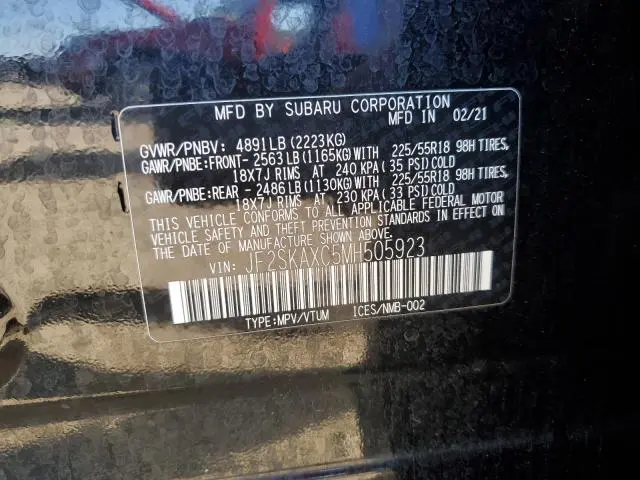 MFD BY SUBARU CORPORATION
MFD IN 02/21
GVWR/PNBV: 4891LB (2223KG)
GAWR/PNBE:FRONT- 2563LB (1165KG) WITH 225/55R18 98H TIRES,
18X7J RIMS AT 240 KPA (35 PSI) COLD
GAWR/PNBE:REAR - 2486LB (1130KG) WITH 225/55R18 98H TIRES,
18X7J RIMS AT 230 KPA (33 PSI) COLD
THIS VEHICLE CONFORMS TO ALL APPLICABLE FEDERAL MOTOR
VEHICLE SAFETY AND THEFT PREVENTION STANDARDS IN EFFECT ON
THE DATE OF MANUFACTURE SHOWN ABOVE.
VIN: JF2SKAXC5MH505923
TYPE:MPV/VTUM ICES/NMB-002